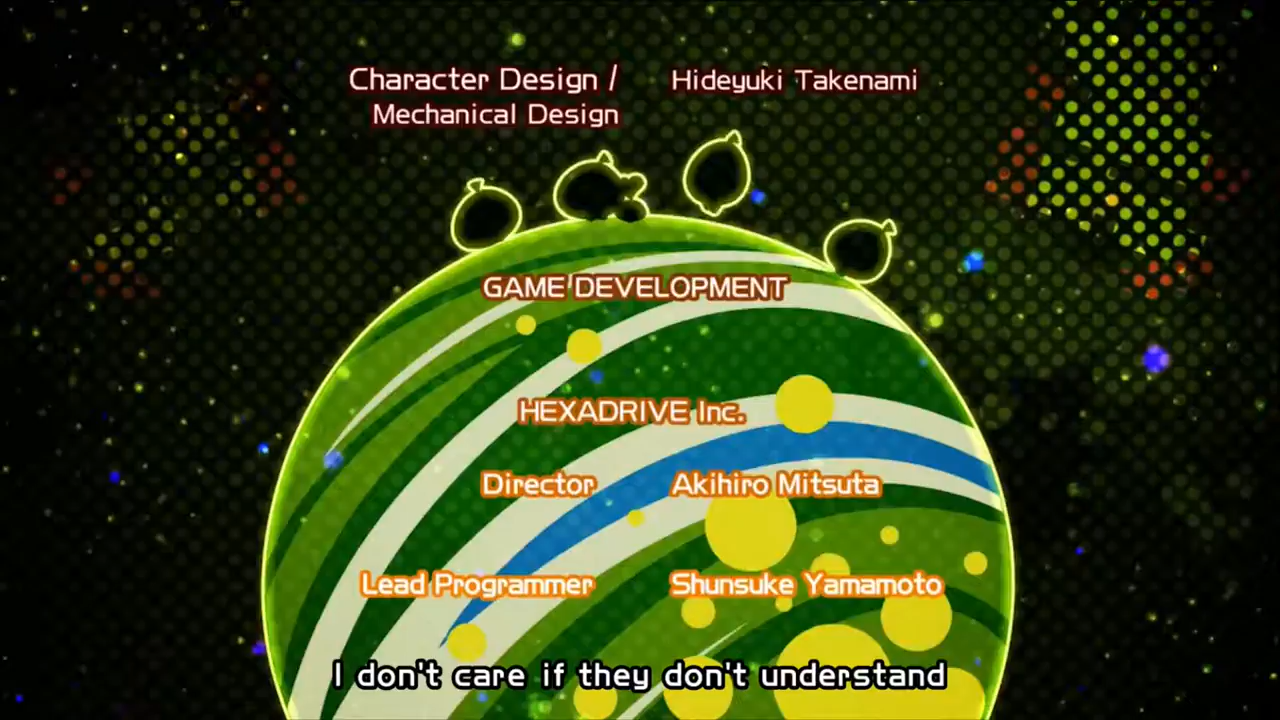 Character Design / Hideyuki Takenami
Mechanical Design
GAME DEVELOPMENT
HEXADRIVE Inc.
Director Akihiro Mitsuta
Lead Programmer Shunsuke Yamamoto
I don't care if they don't understand